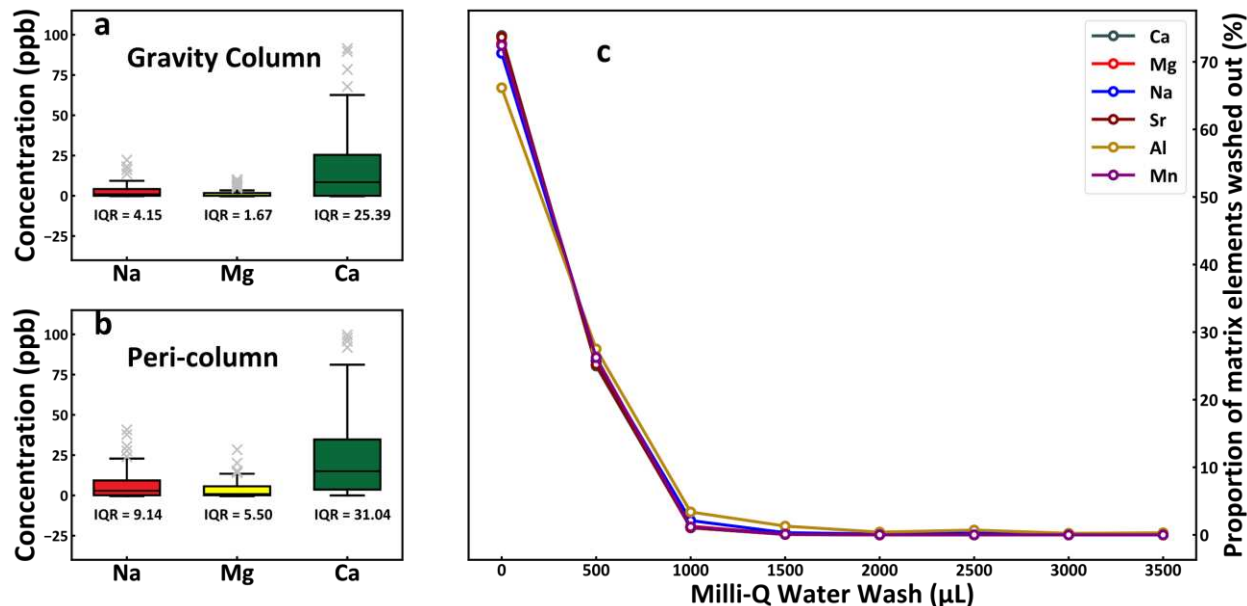 a
Gravity Column
Concentration (ppb)
100
75
50
25
0
−25
IQR = 4.15
IQR = 1.67
IQR = 25.39
Na
Mg
Ca
b
Peri-column
Concentration (ppb)
100
75
50
25
0
−25
IQR = 9.14
IQR = 5.50
IQR = 31.04
Na
Mg
Ca
c
Ca
Mg
Na
Sr
Al
Mn
70
60
50
40
30
20
10
0
Proportion of matrix elements washed out (%)
0
500
1000
1500
2000
2500
3000
3500
Milli-Q Water Wash (μL)